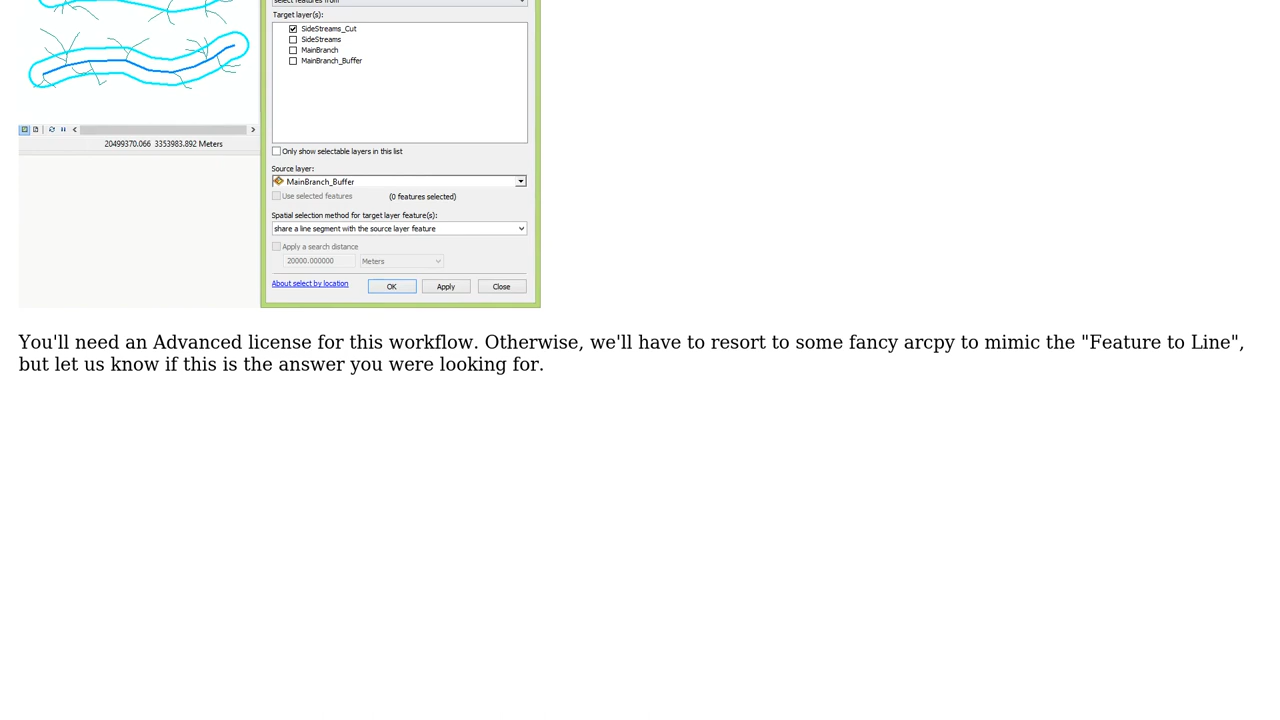 select features from
Target layer(s):
SideStreams_Cut
SideStreams
MainBranch
MainBranch_Buffer
20499370.066 3353983.892 Meters
Only show selectable layers in this list
Source layer:
MainBranch_Buffer
Use selected features (0 features selected)
Spatial selection method for target layer feature(s):
share a line segment with the source layer feature
Apply a search distance
20000.000000 Meters
About select by location OK Apply Close
You'll need an Advanced license for this workflow. Otherwise, we'll have to resort to some fancy arcpy to mimic the "Feature to Line",
but let us know if this is the answer you were looking for.